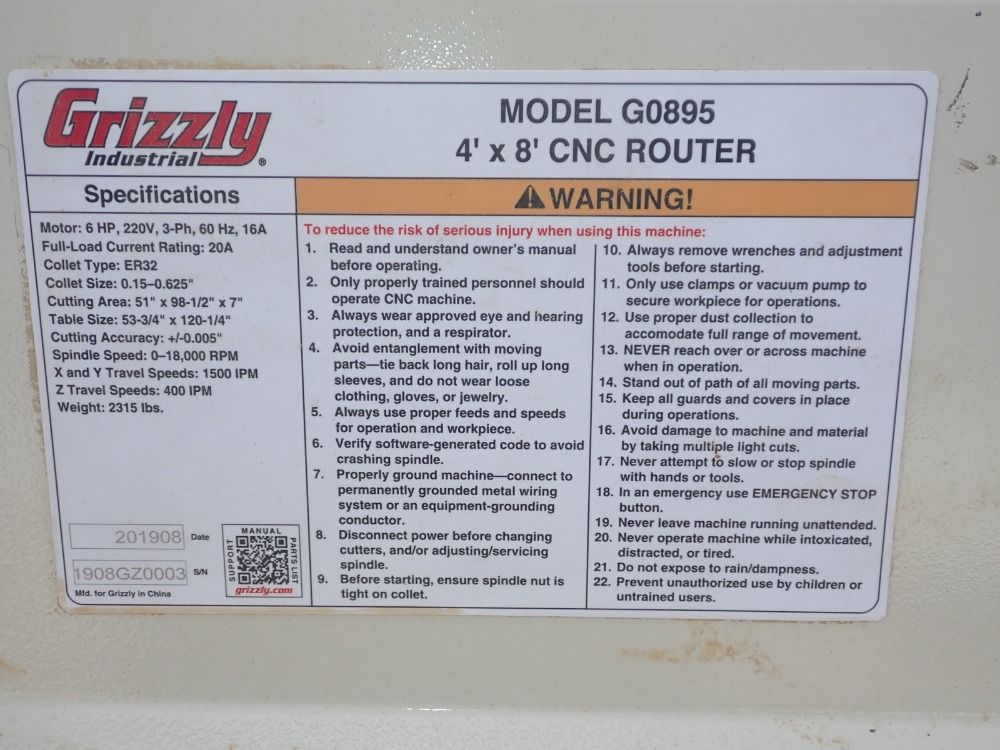 Grizzly
Industrial®
MODEL G0895
4' x 8' CNC ROUTER
Specifications
Motor: 6 HP, 220V, 3-Ph, 60 Hz, 16A
Full-Load Current Rating: 20A
Collet Type: ER32
Collet Size: 0.15–0.625"
Cutting Area: 51" x 98-1/2" x 7"
Table Size: 53-3/4" x 120-1/4"
Cutting Accuracy: +/-0.005"
Spindle Speed: 0–18,000 RPM
X and Y Travel Speeds: 1500 IPM
Z Travel Speeds: 400 IPM
Weight: 2315 lbs.
201908 Date
1908GZ0003 S/N
Mfd. for Grizzly in China
MANUAL
SUPPORT
PARTS LIST
grizzly.com
WARNING!
To reduce the risk of serious injury when using this machine:
1. Read and understand owner's manual
before operating.
2. Only properly trained personnel should
operate CNC machine.
3. Always wear approved eye and hearing
protection, and a respirator.
4. Avoid entanglement with moving
parts—tie back long hair, roll up long
sleeves, and do not wear loose
clothing, gloves, or jewelry.
5. Always use proper feeds and speeds
for operation and workpiece.
6. Verify software-generated code to avoid
crashing spindle.
7. Properly ground machine—connect to
permanently grounded metal wiring
system or an equipment-grounding
conductor.
8. Disconnect power before changing
cutters, and/or adjusting/servicing
spindle.
9. Before starting, ensure spindle nut is
tight on collet.
10. Always remove wrenches and adjustment
tools before starting.
11. Only use clamps or vacuum pump to
secure workpiece for operations.
12. Use proper dust collection to
accomodate full range of movement.
13. NEVER reach over or across machine
when in operation.
14. Stand out of path of all moving parts.
15. Keep all guards and covers in place
during operations.
16. Avoid damage to machine and material
by taking multiple light cuts.
17. Never attempt to slow or stop spindle
with hands or tools.
18. In an emergency use EMERGENCY STOP
button.
19. Never leave machine running unattended.
20. Never operate machine while intoxicated,
distracted, or tired.
21. Do not expose to rain/dampness.
22. Prevent unauthorized use by children or
untrained users.